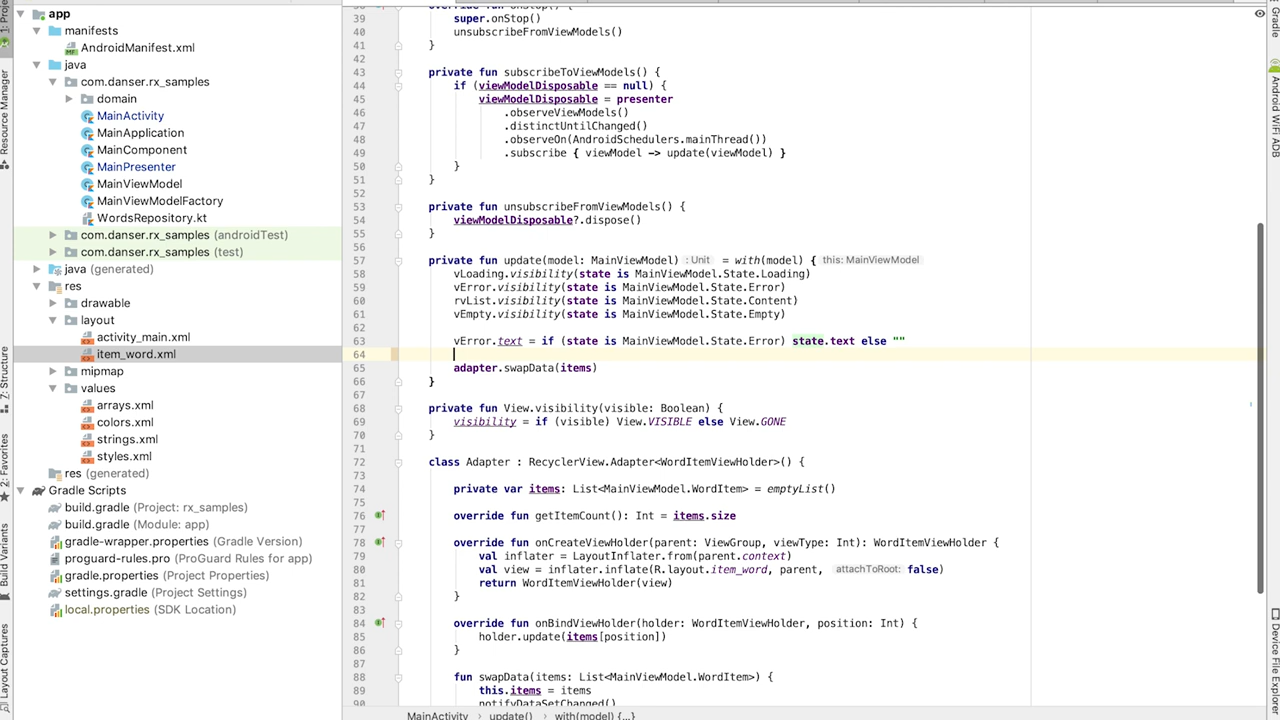 app
manifests
AndroidManifest.xml
java
com.danser.rx_samples
domain
MainActivity
MainApplication
MainComponent
MainPresenter
MainViewModel
MainViewModelFactory
WordsRepository.kt
com.danser.rx_samples (androidTest)
com.danser.rx_samples (test)
java (generated)
res
drawable
layout
activity_main.xml
item_word.xml
mipmap
values
arrays.xml
colors.xml
strings.xml
styles.xml
res (generated)
Gradle Scripts
build.gradle (Project: rx_samples)
build.gradle (Module: app)
gradle-wrapper.properties (Gradle Version)
proguard-rules.pro (ProGuard Rules for app)
gradle.properties (Project Properties)
settings.gradle (Project Settings)
local.properties (SDK Location)
Resource Manager
7: Structure
2: Favorites
Build Variants
Layout Captures
38 override fun onStop() {
39 super.onStop()
40 unsubscribeFromViewModels()
41 }
42
43 private fun subscribeToViewModels() {
44 if (viewModelDisposable == null) {
45 viewModelDisposable = presenter
46 .observeViewModels()
47 .distinctUntilChanged()
48 .observeOn(AndroidSchedulers.mainThread())
49 .subscribe { viewModel -> update(viewModel) }
50 }
51 }
52
53 private fun unsubscribeFromViewModels() {
54 viewModelDisposable?.dispose()
55 }
56
57 private fun update(model: MainViewModel) : Unit = with(model) { this: MainViewModel
58 vLoading.visibility(state is MainViewModel.State.Loading)
59 vError.visibility(state is MainViewModel.State.Error)
60 rvList.visibility(state is MainViewModel.State.Content)
61 vEmpty.visibility(state is MainViewModel.State.Empty)
62
63 vError.text = if (state is MainViewModel.State.Error) state.text else ""
64
65 adapter.swapData(items)
66 }
67
68 private fun View.visibility(visible: Boolean) {
69 visibility = if (visible) View.VISIBLE else View.GONE
70 }
71
72 class Adapter : RecyclerView.Adapter<WordItemViewHolder>() {
73
74 private var items: List<MainViewModel.WordItem> = emptyList()
75
76 override fun getItemCount(): Int = items.size
77
78 override fun onCreateViewHolder(parent: ViewGroup, viewType: Int): WordItemViewHolder {
79 val inflater = LayoutInflater.from(parent.context)
80 val view = inflater.inflate(R.layout.item_word, parent, attachToRoot: false)
81 return WordItemViewHolder(view)
82 }
83
84 override fun onBindViewHolder(holder: WordItemViewHolder, position: Int) {
85 holder.update(items[position])
86 }
87
88 fun swapData(items: List<MainViewModel.WordItem>) {
89 this.items = items
90 notifyDataSetChanged()
MainActivity › update() › with(model) {...}
Gradle
Android WiFi ADB
Device File Explorer